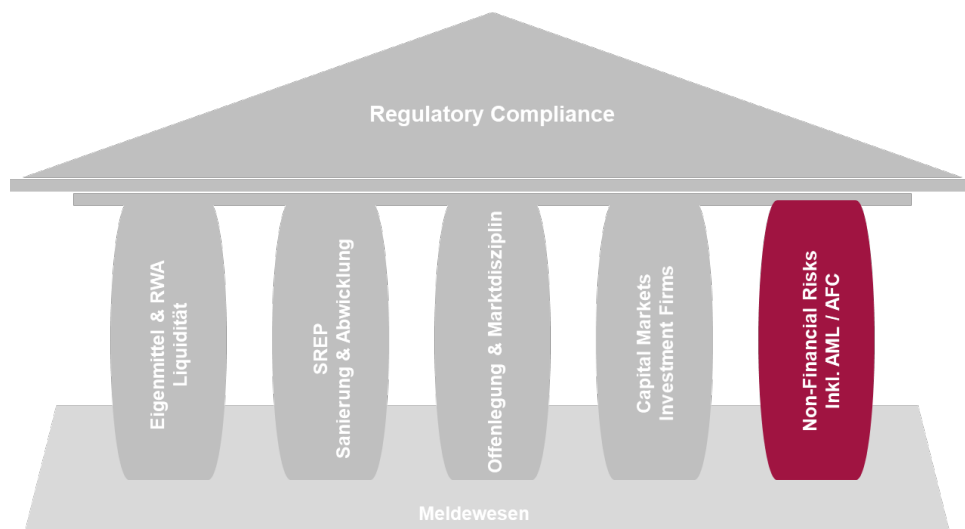 Regulatory Compliance
Eigenmittel & RWA
Liquidität
SREP
Sanierung & Abwicklung
Offenlegung & Marktdisziplin
Capital Markets
Investment Firms
Non-Financial Risks
Inkl. AML / AFC
Meldewesen